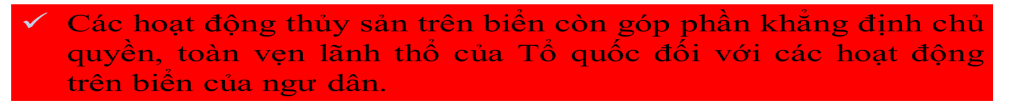 ✓ Các hoạt động thủy sản trên biển còn góp phần khẳng định chủ
quyền, toàn vẹn lãnh thổ của Tổ quốc đối với các hoạt động
trên biển của ngư dân.